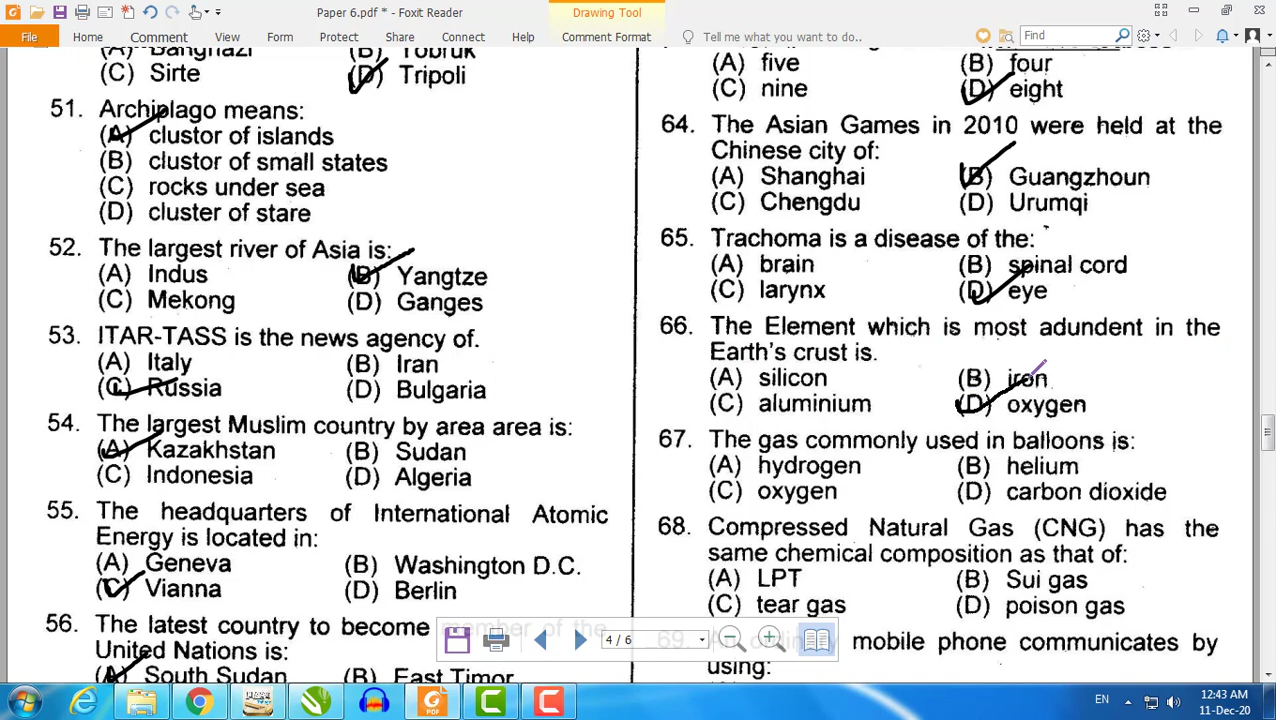 Paper 6.pdf * - Foxit Reader
Drawing Tool
File
Home
Comment
View
Form
Protect
Share
Connect
Help
Comment Format
Tell me what you want to do...
Find
(C) Sirte
(D) Tripoli
51. Archiplago means:
(A) clustor of islands
(B) clustor of small states
(C) rocks under sea
(D) cluster of stare
52. The largest river of Asia is:
(A) Indus
(B) Yangtze
(C) Mekong
(D) Ganges
53. ITAR-TASS is the news agency of.
(A) Italy
(B) Iran
(C) Russia
(D) Bulgaria
54. The largest Muslim country by area area is:
(A) Kazakhstan
(B) Sudan
(C) Indonesia
(D) Algeria
55. The headquarters of International Atomic
Energy is located in:
(A) Geneva
(B) Washington D.C.
(C) Vianna
(D) Berlin
56. The latest country to become member of the
United Nations is:
(A) South Sudan
(B) East Timor
(A) five
(B) four
(C) nine
(D) eight
64. The Asian Games in 2010 were held at the
Chinese city of:
(A) Shanghai
(B) Guangzhoun
(C) Chengdu
(D) Urumqi
65. Trachoma is a disease of the:
(A) brain
(B) spinal cord
(C) larynx
(D) eye
66. The Element which is most adundent in the
Earth's crust is.
(A) silicon
(B) iron
(C) aluminium
(D) oxygen
67. The gas commonly used in balloons is:
(A) hydrogen
(B) helium
(C) oxygen
(D) carbon dioxide
68. Compressed Natural Gas (CNG) has the
same chemical composition as that of:
(A) LPT
(B) Sui gas
(C) tear gas
(D) poison gas
69. mobile phone communicates by
using:
4 / 6
EN
12:43 AM
11-Dec-20